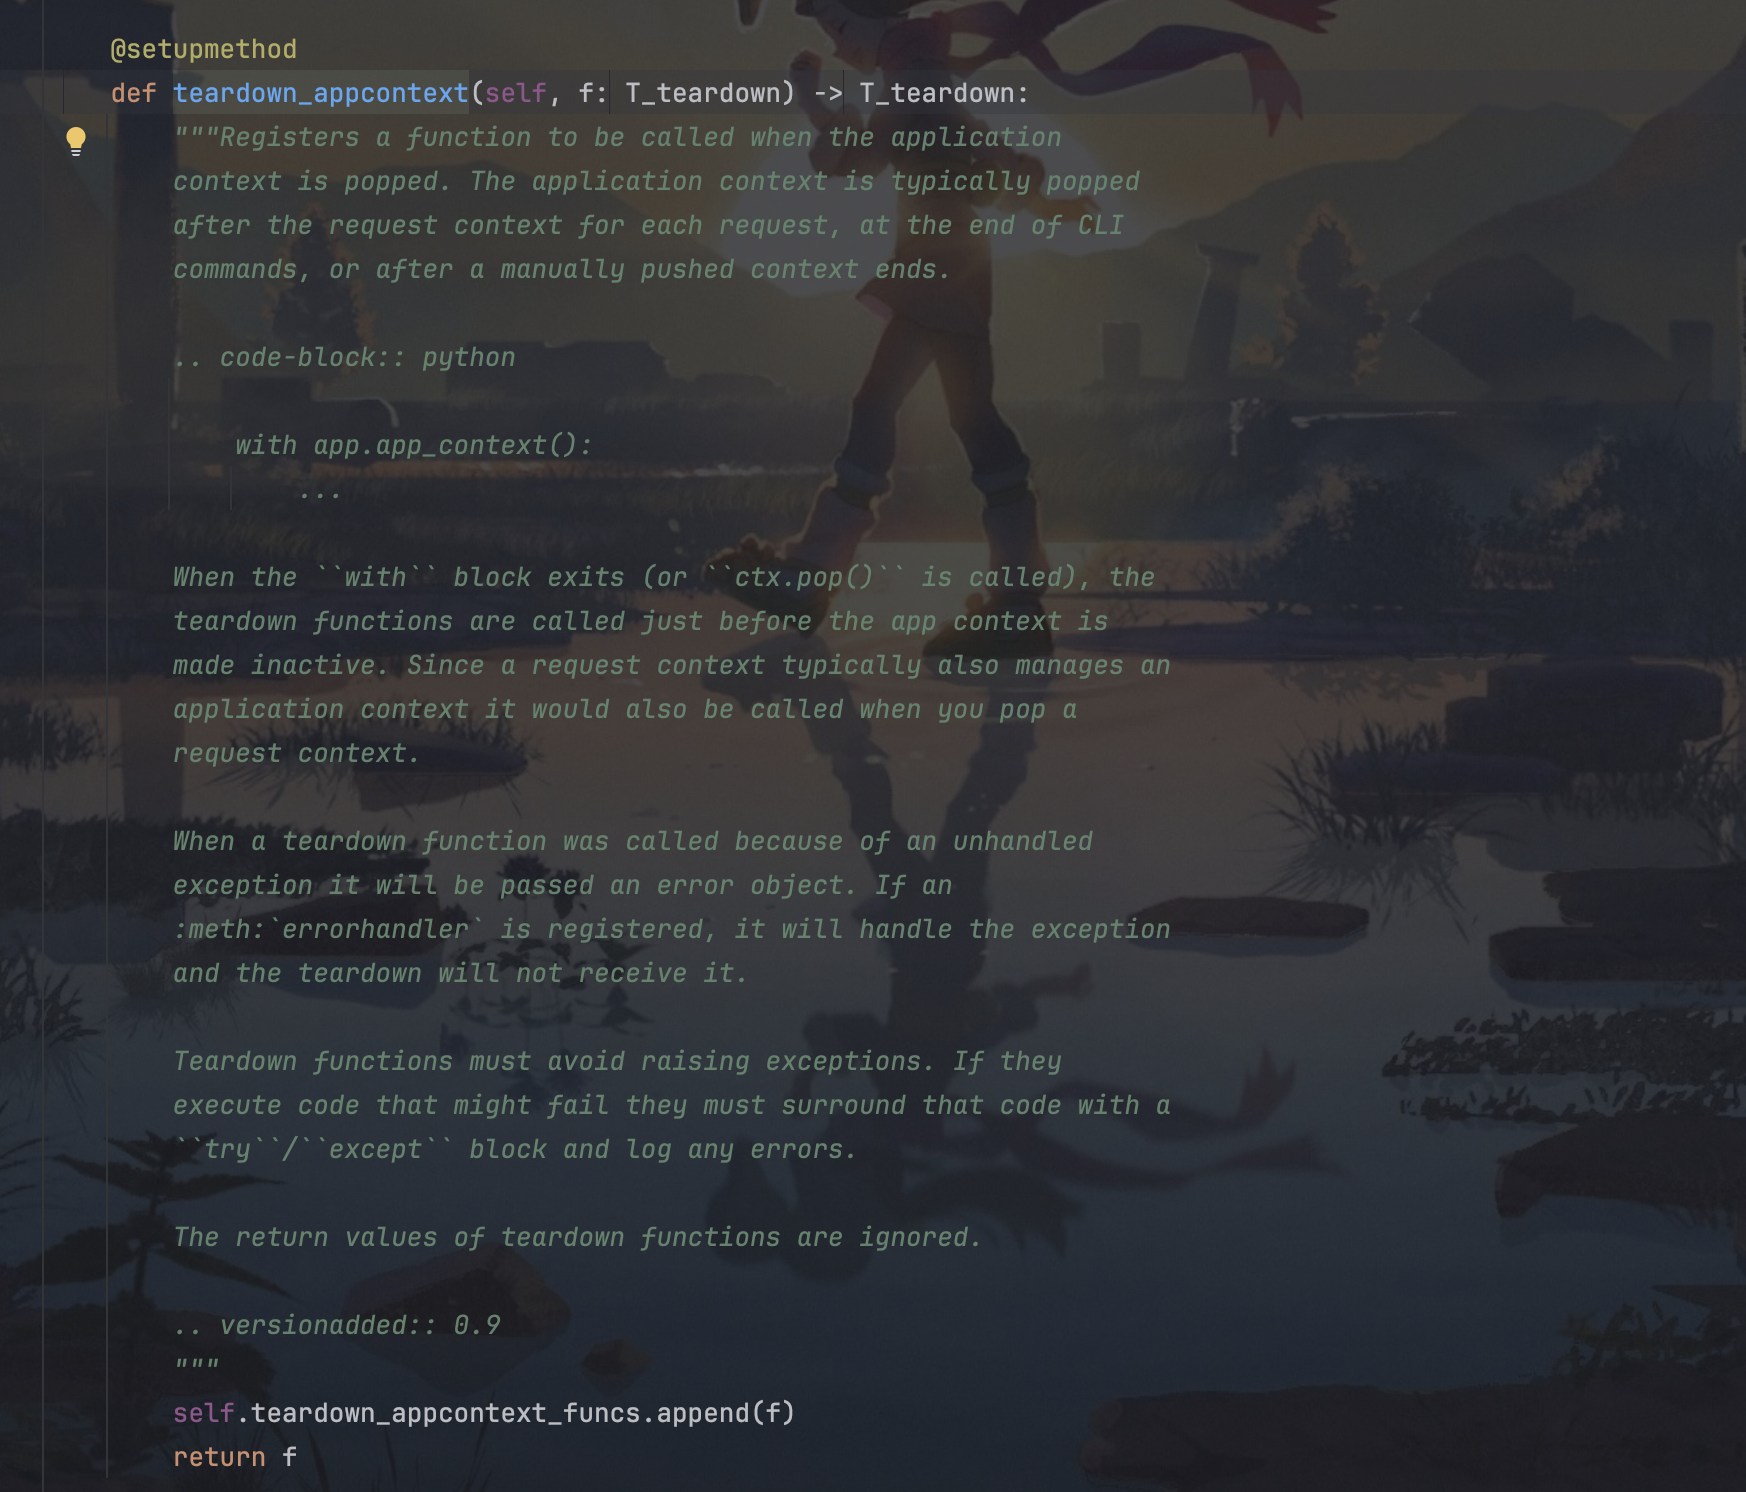 @setupmethod
def teardown_appcontext(self, f: T_teardown) -> T_teardown:
"""Registers a function to be called when the application
context is popped. The application context is typically popped
after the request context for each request, at the end of CLI
commands, or after a manually pushed context ends.
.. code-block:: python
with app.app_context():
...
When the ``with`` block exits (or ``ctx.pop()`` is called), the
teardown functions are called just before the app context is
made inactive. Since a request context typically also manages an
application context it would also be called when you pop a
request context.
When a teardown function was called because of an unhandled
exception it will be passed an error object. If an
:meth:`errorhandler` is registered, it will handle the exception
and the teardown will not receive it.
Teardown functions must avoid raising exceptions. If they
execute code that might fail they must surround that code with a
``try``/``except`` block and log any errors.
The return values of teardown functions are ignored.
.. versionadded:: 0.9
"""
self.teardown_appcontext_funcs.append(f)
return f